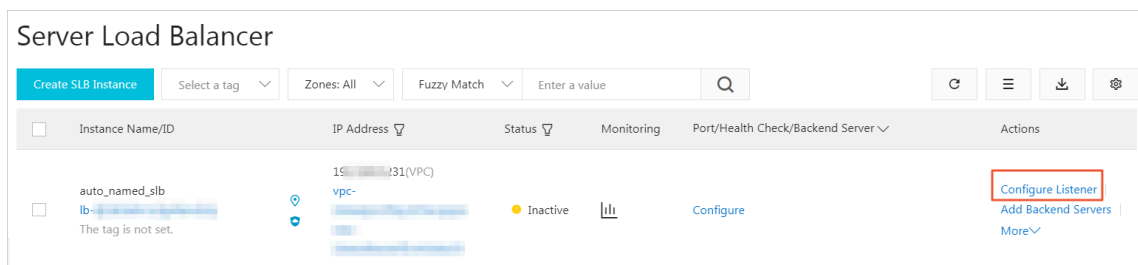 Server Load Balancer
Create SLB Instance Select a tag Zones: All Fuzzy Match Enter a value
Instance Name/ID IP Address Status Monitoring Port/Health Check/Backend Server Actions
auto_named_slb
lb-
The tag is not set.
19 231(VPC)
vpc-
Inactive
Configure
Configure Listener
Add Backend Servers
More